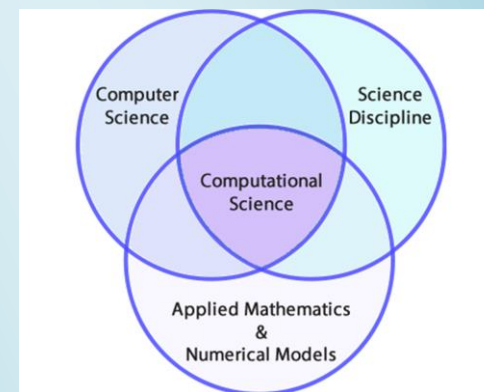 Computer
Science
Science
Discipline
Computational
Science
Applied Mathematics
&
Numerical Models